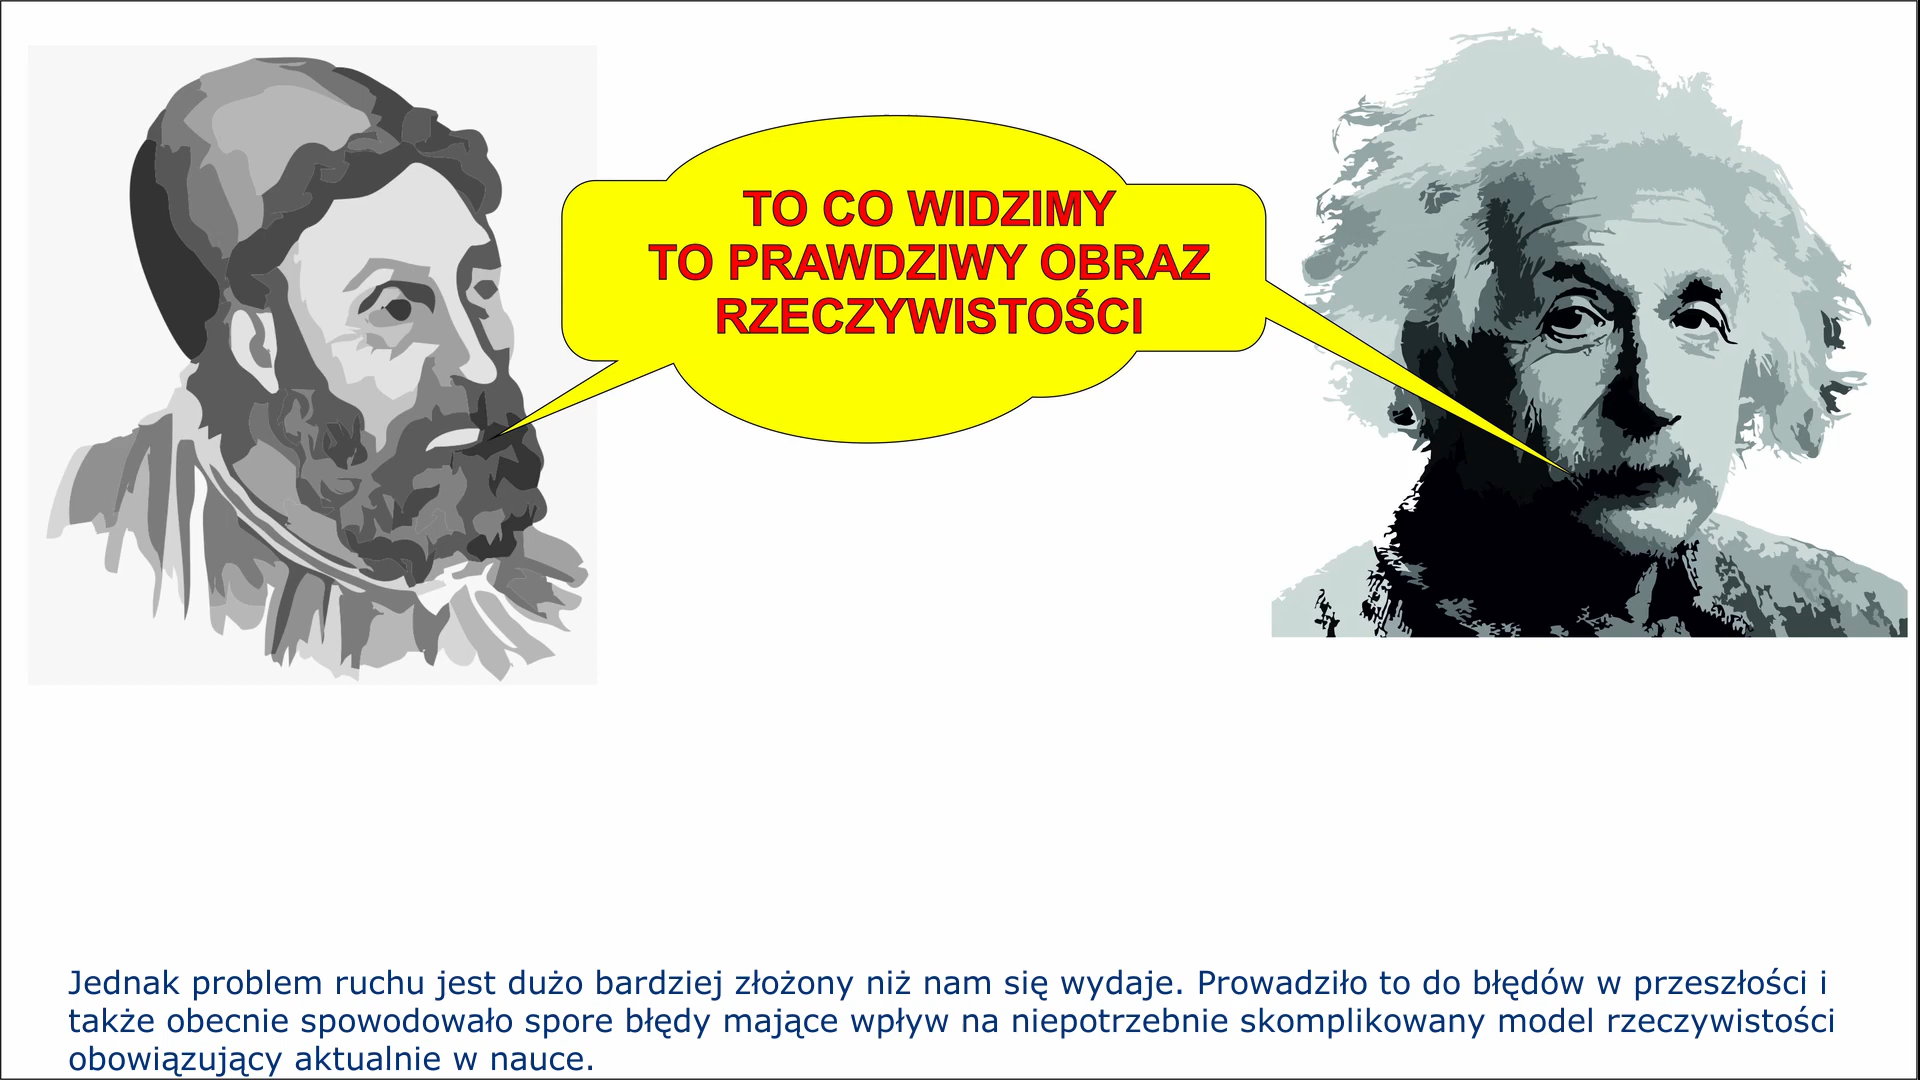 TO CO WIDZIMY
TO PRAWDZIWY OBRAZ
RZECZYWISTOŚCI
Jednak problem ruchu jest dużo bardziej złożony niż nam się wydaje. Prowadziło to do błędów w przeszłości i
także obecnie spowodowało spore błędy mające wpływ na niepotrzebnie skomplikowany model rzeczywistości
obowiązujący aktualnie w nauce.